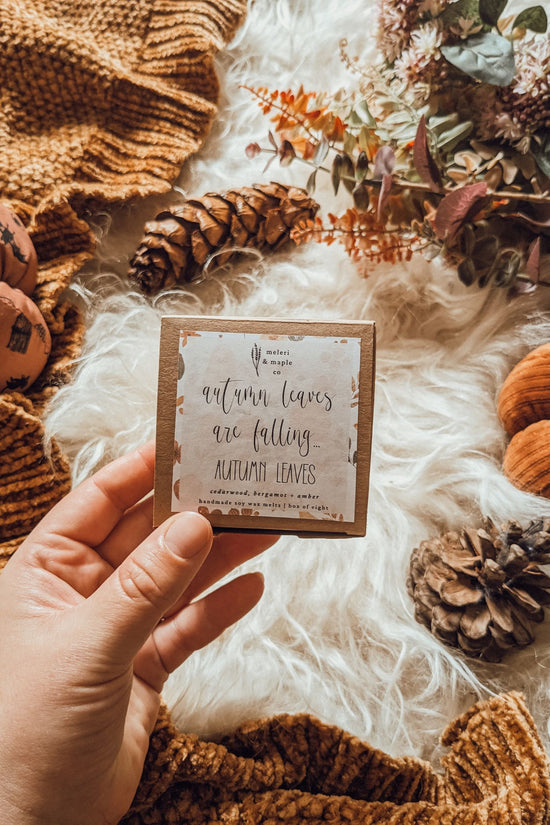 meleri
& maple
co
autumn leaves
are falling...
AUTUMN LEAVES
cedarwood, bergamot + amber
handmade soy wax melts | box of eight